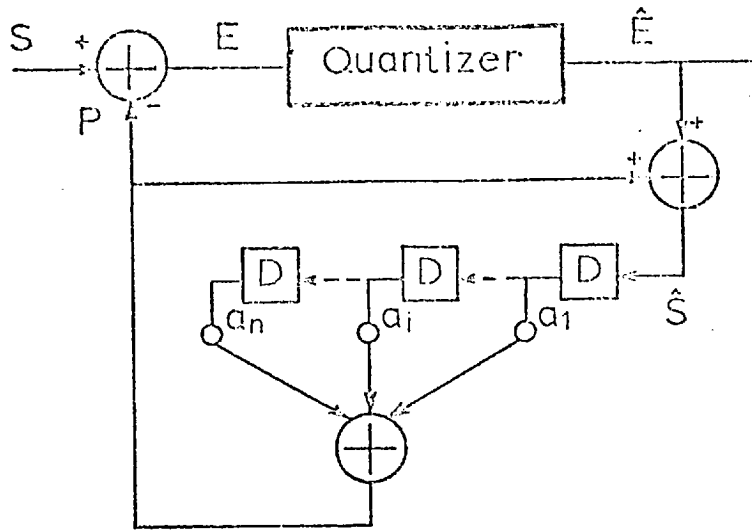 S + E Quantizer Ê
P -
+ +
D D D
Ŝ
aₙ aᵢ a₁